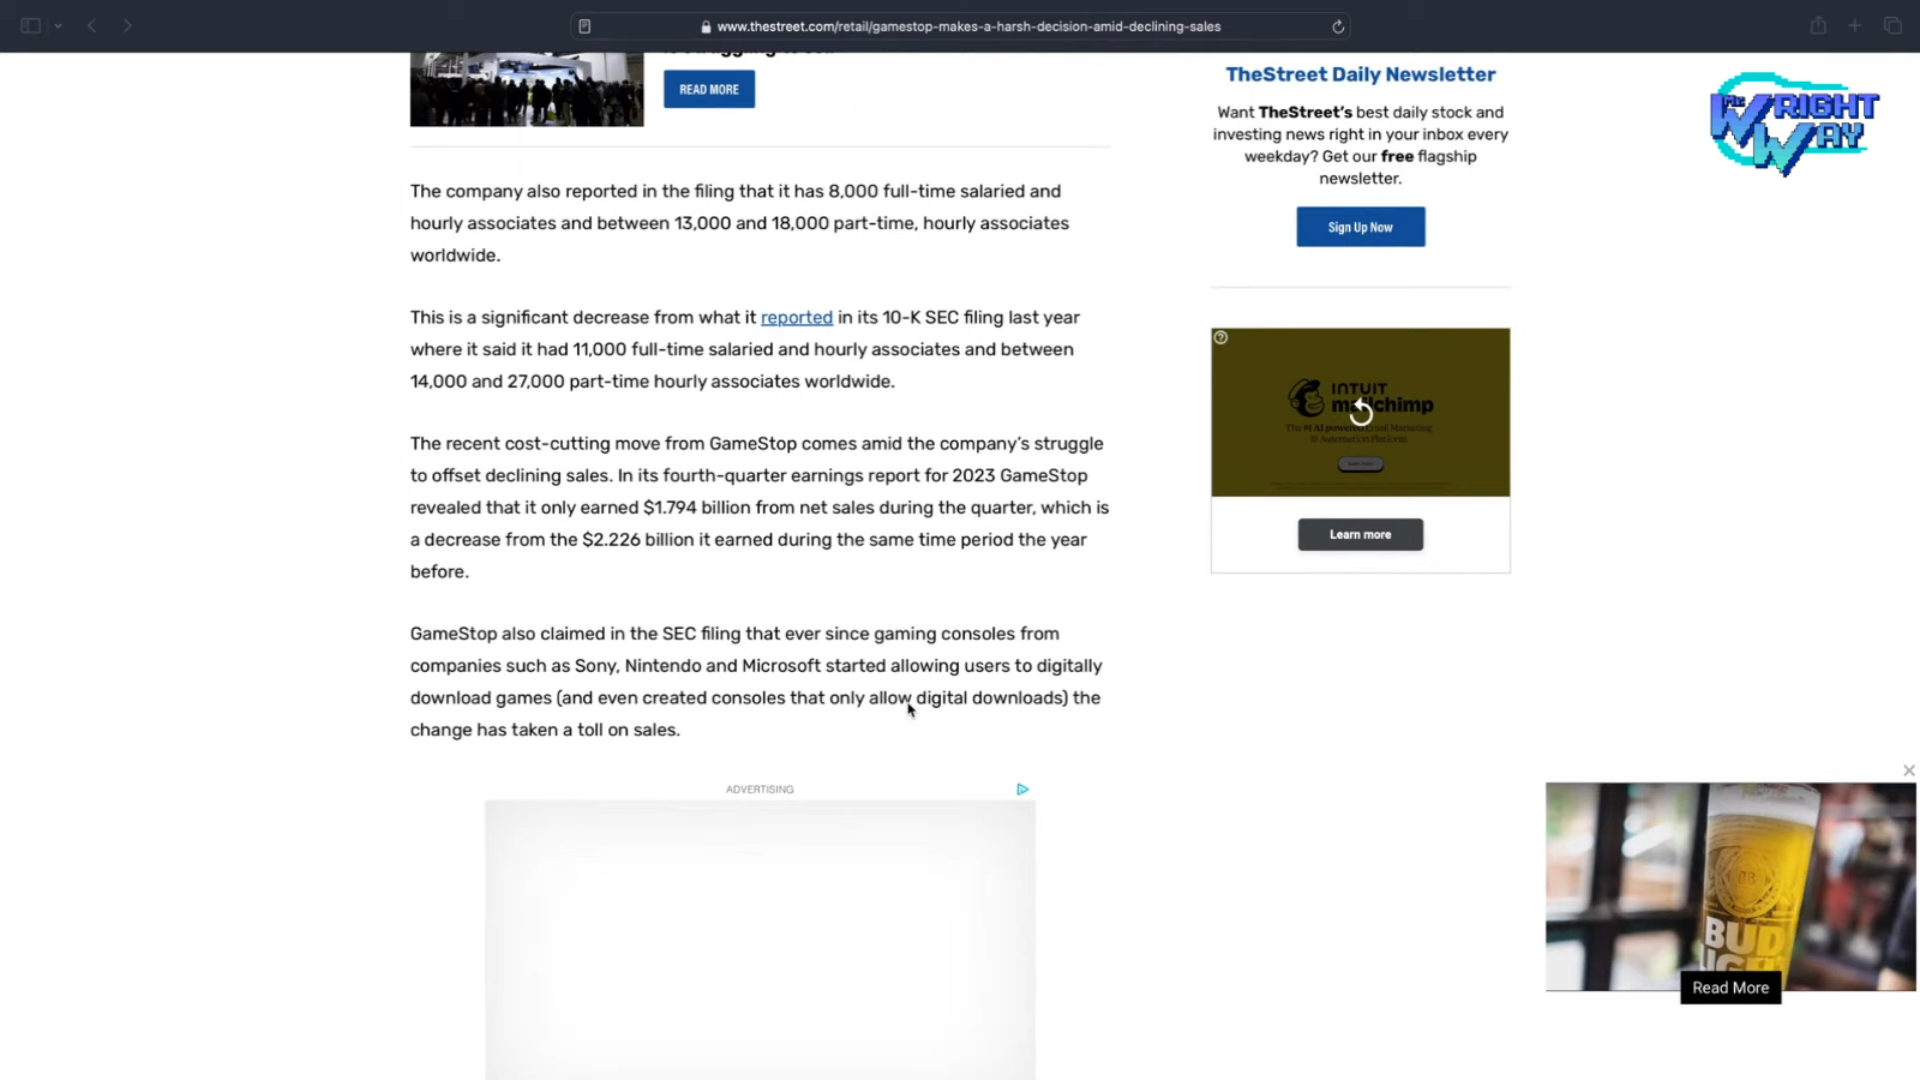 www.thestreet.com/retail/gamestop-makes-a-harsh-decision-amid-declining-sales
READ MORE
The company also reported in the filing that it has 8,000 full-time salaried and
hourly associates and between 13,000 and 18,000 part-time, hourly associates
worldwide.
This is a significant decrease from what it reported in its 10-K SEC filing last year
where it said it had 11,000 full-time salaried and hourly associates and between
14,000 and 27,000 part-time hourly associates worldwide.
The recent cost-cutting move from GameStop comes amid the company's struggle
to offset declining sales. In its fourth-quarter earnings report for 2023 GameStop
revealed that it only earned $1.794 billion from net sales during the quarter, which is
a decrease from the $2.226 billion it earned during the same time period the year
before.
GameStop also claimed in the SEC filing that ever since gaming consoles from
companies such as Sony, Nintendo and Microsoft started allowing users to digitally
download games (and even created consoles that only allow digital downloads) the
change has taken a toll on sales.
ADVERTISING
TheStreet Daily Newsletter
Want TheStreet's best daily stock and
investing news right in your inbox every
weekday? Get our free flagship
newsletter.
Sign Up Now
INTUIT
mailchimp
The #1 AI powered Email Marketing
& Automation Platform
Learn more
WRIGHT
WAY
BUD
Read More